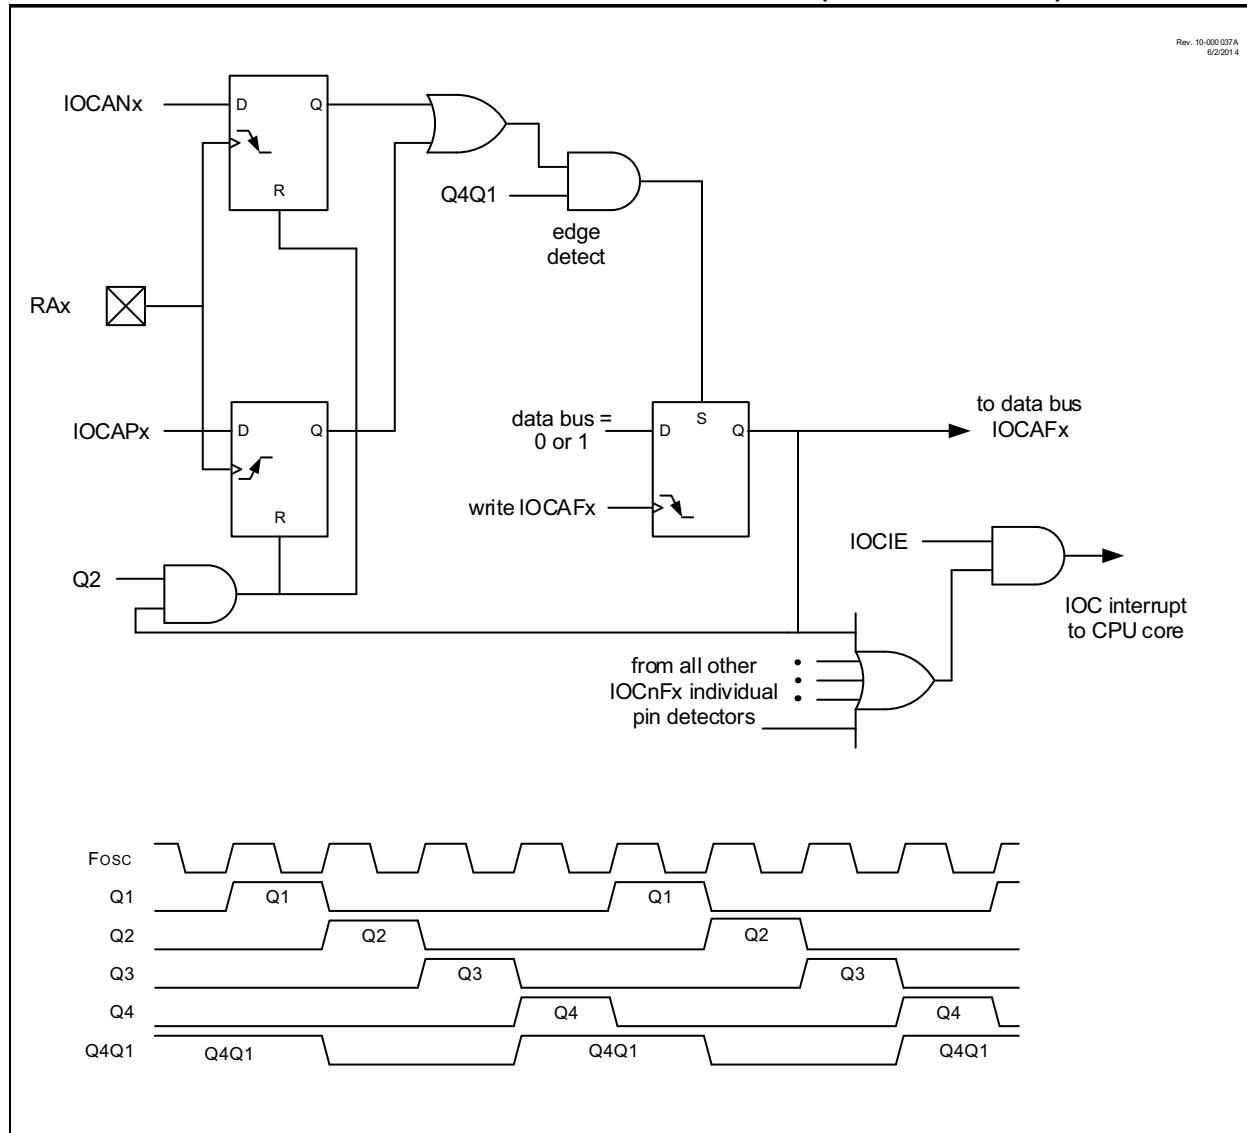 Rev. 10-000 037A
6/2/201 4
IOCANx
D
Q
R
Q4Q1
edge
detect
RAx
IOCAPx
D
Q
R
Q2
data bus =
0 or 1
S
D
Q
write IOCAFx
to data bus
IOCAFx
IOCIE
IOC interrupt
to CPU core
from all other
IOCnFx individual
pin detectors
Fosc
Q1
Q1
Q1
Q2
Q2
Q2
Q3
Q3
Q3
Q4
Q4
Q4
Q4Q1
Q4Q1
Q4Q1
Q4Q1